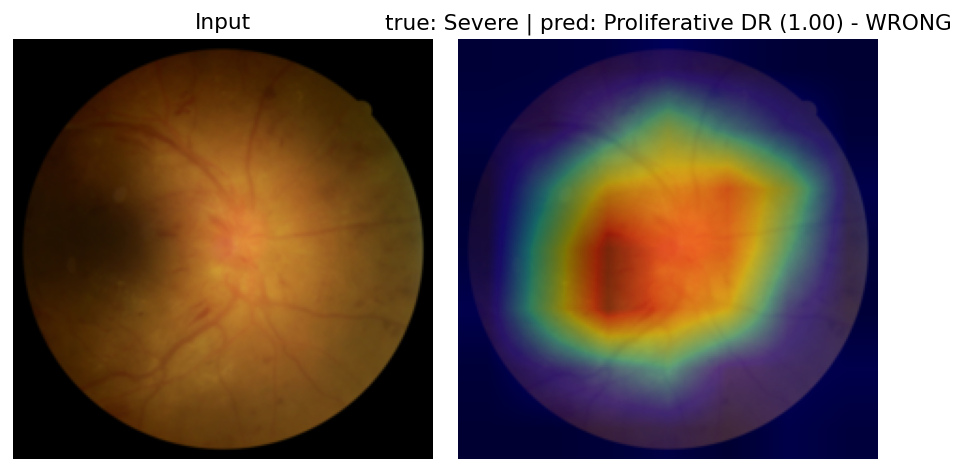 Input
true: Severe | pred: Proliferative DR (1.00) - WRONG